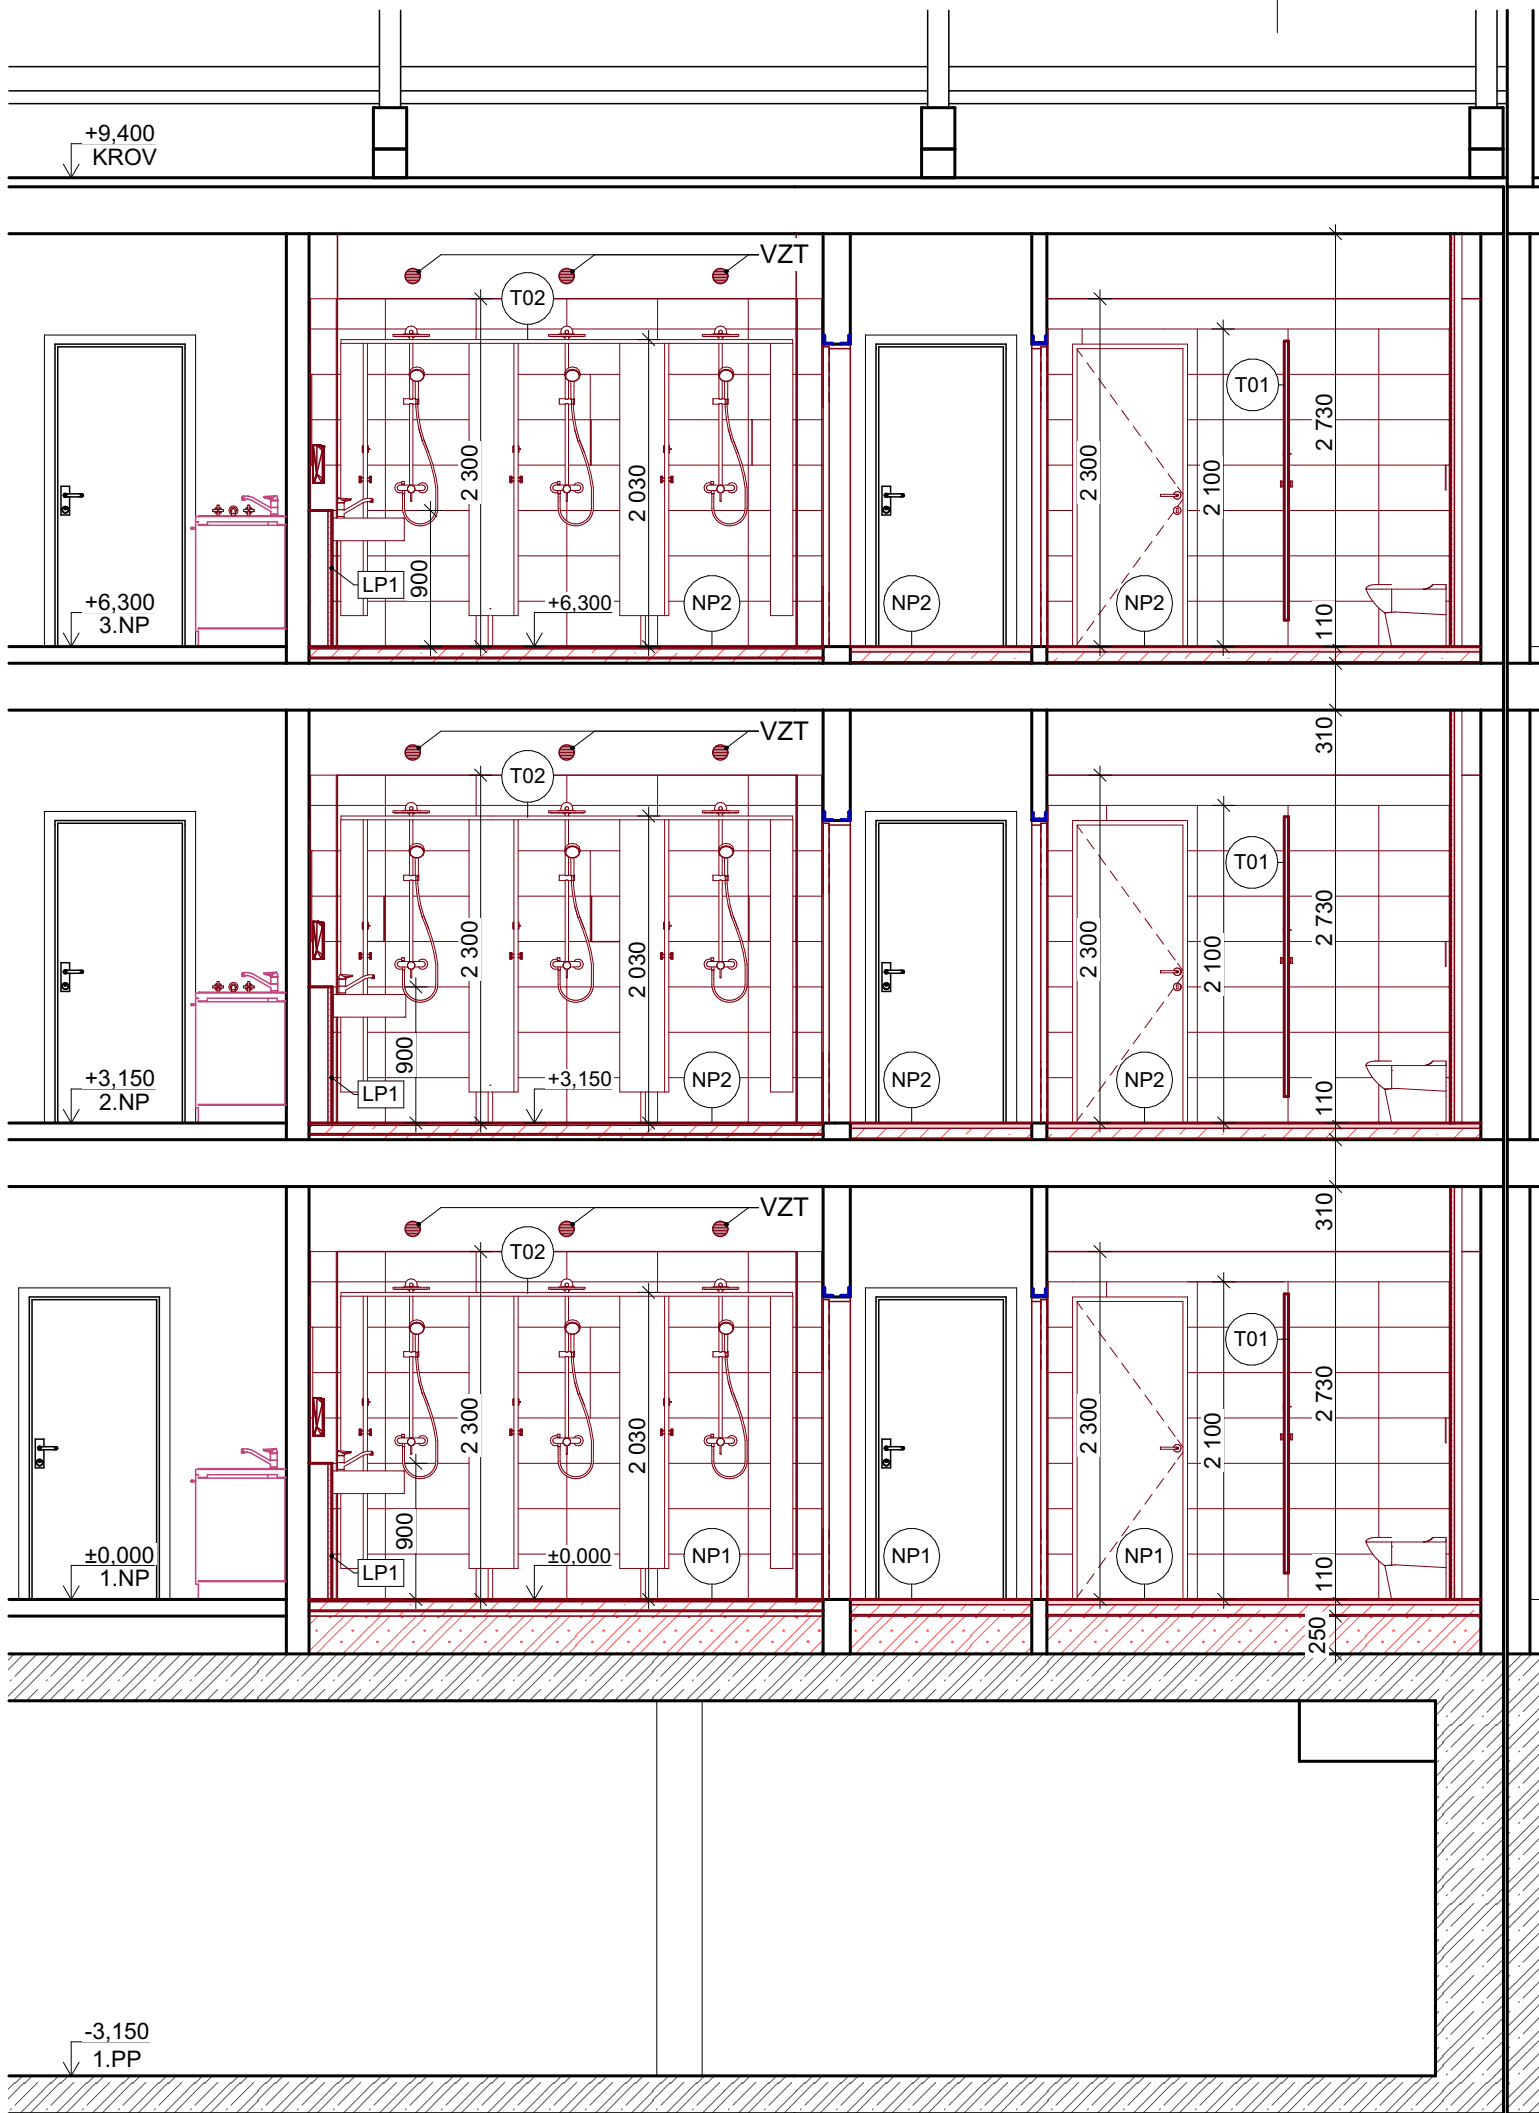 +9,400
KROV
VZT
T02
T01
2 730
2 300
2 030
2 300
2 100
900
LP1
+6,300
3.NP
+6,300
NP2
NP2
NP2
110
310
VZT
T02
T01
2 730
2 300
2 030
2 300
2 100
900
LP1
+3,150
2.NP
+3,150
NP2
NP2
NP2
110
310
VZT
T02
T01
2 730
2 300
2 030
2 300
2 100
900
LP1
±0,000
1.NP
±0,000
NP1
NP1
NP1
110
250
-3,150
1.PP